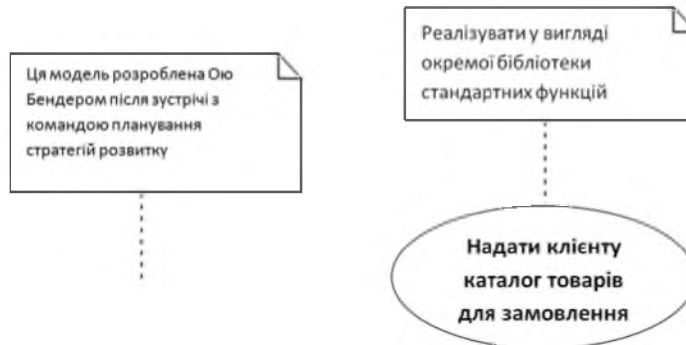 Ця модель розроблена Ою
Бендером після зустрічі з
командою планування
стратегій розвитку
Реалізувати у вигляді
окремої бібліотеки
стандартних функцій
Надати клієнту
каталог товарів
для замовлення